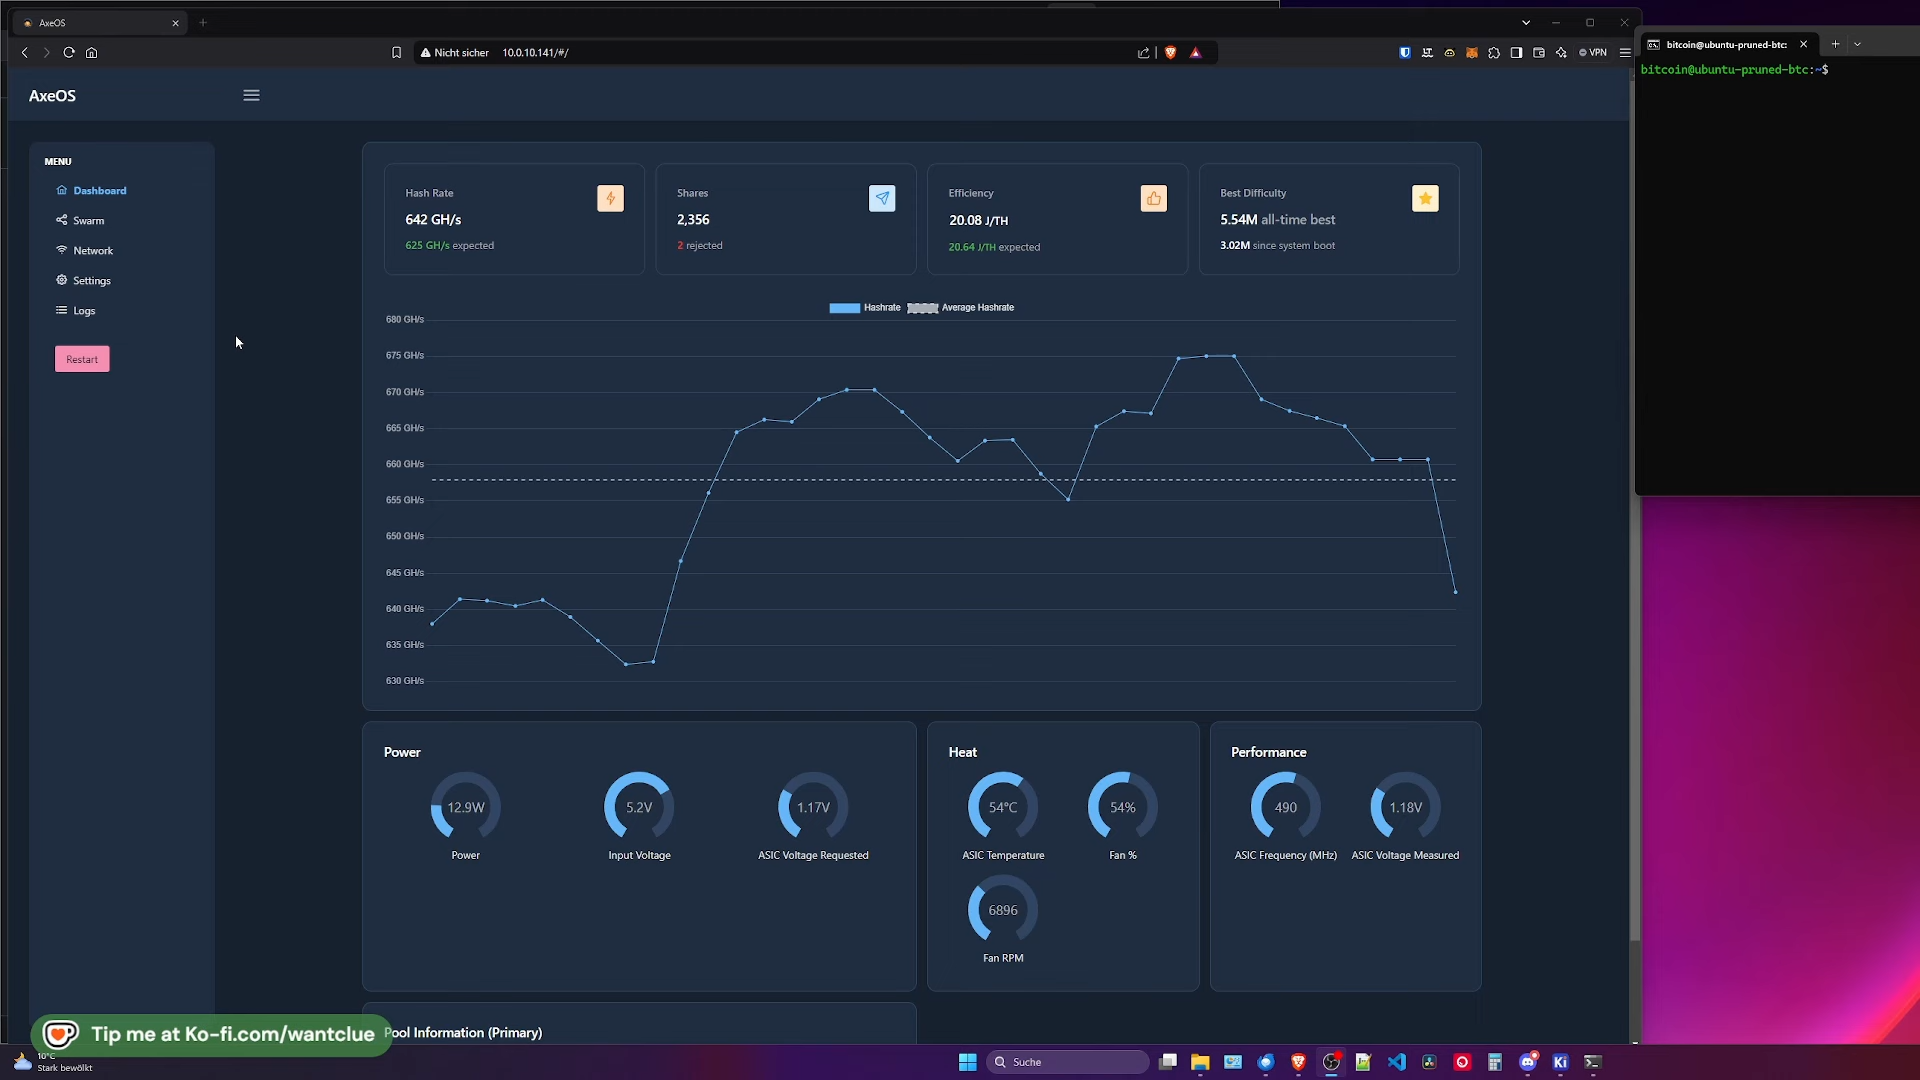 AxeOS
Nicht sicher 10.0.10.141/#/
VPN
bitcoin@ubuntu-pruned-btc:
bitcoin@ubuntu-pruned-btc:~$
AxeOS
MENU
Dashboard
Swarm
Network
Settings
Logs
Restart
Hash Rate
642 GH/s
625 GH/s expected
Shares
2,356
2 rejected
Efficiency
20.08 J/TH
20.64 J/TH expected
Best Difficulty
5.54M all-time best
3.02M since system boot
Hashrate Average Hashrate
680 GH/s
675 GH/s
670 GH/s
665 GH/s
660 GH/s
655 GH/s
650 GH/s
645 GH/s
640 GH/s
635 GH/s
630 GH/s
Power
12.9W
Power
5.2V
Input Voltage
1.17V
ASIC Voltage Requested
Heat
54°C
ASIC Temperature
54%
Fan %
6896
Fan RPM
Performance
490
ASIC Frequency (MHz)
1.18V
ASIC Voltage Measured
Pool Information (Primary)
Tip me at Ko-fi.com/wantclue
10°C
Stark bewölkt
Suche
Ki